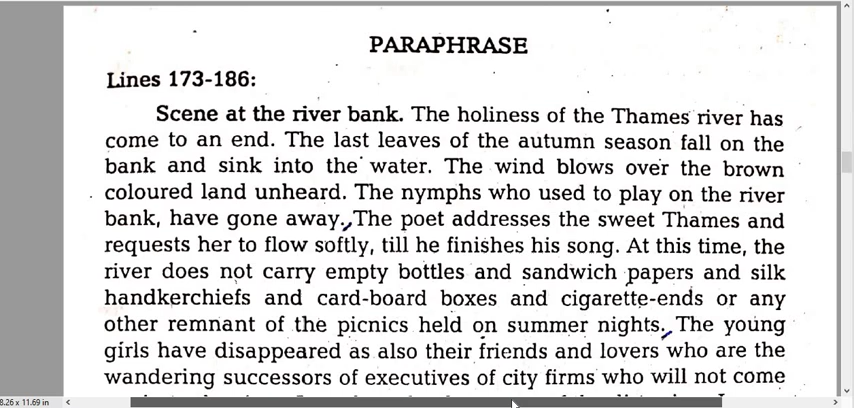 PARAPHRASE
Lines 173-186:
Scene at the river bank. The holiness of the Thames river has
come to an end. The last leaves of the autumn season fall on the
bank and sink into the water. The wind blows over the brown
coloured land unheard. The nymphs who used to play on the river
bank, have gone away. The poet addresses the sweet Thames and
requests her to flow softly, till he finishes his song. At this time, the
river does not carry empty bottles and sandwich papers and silk
handkerchiefs and card-board boxes and cigarette-ends or any
other remnant of the picnics held on summer nights. The young
girls have disappeared as also their friends and lovers who are the
wandering successors of executives of city firms who will not come
8.26 x 11.69 in